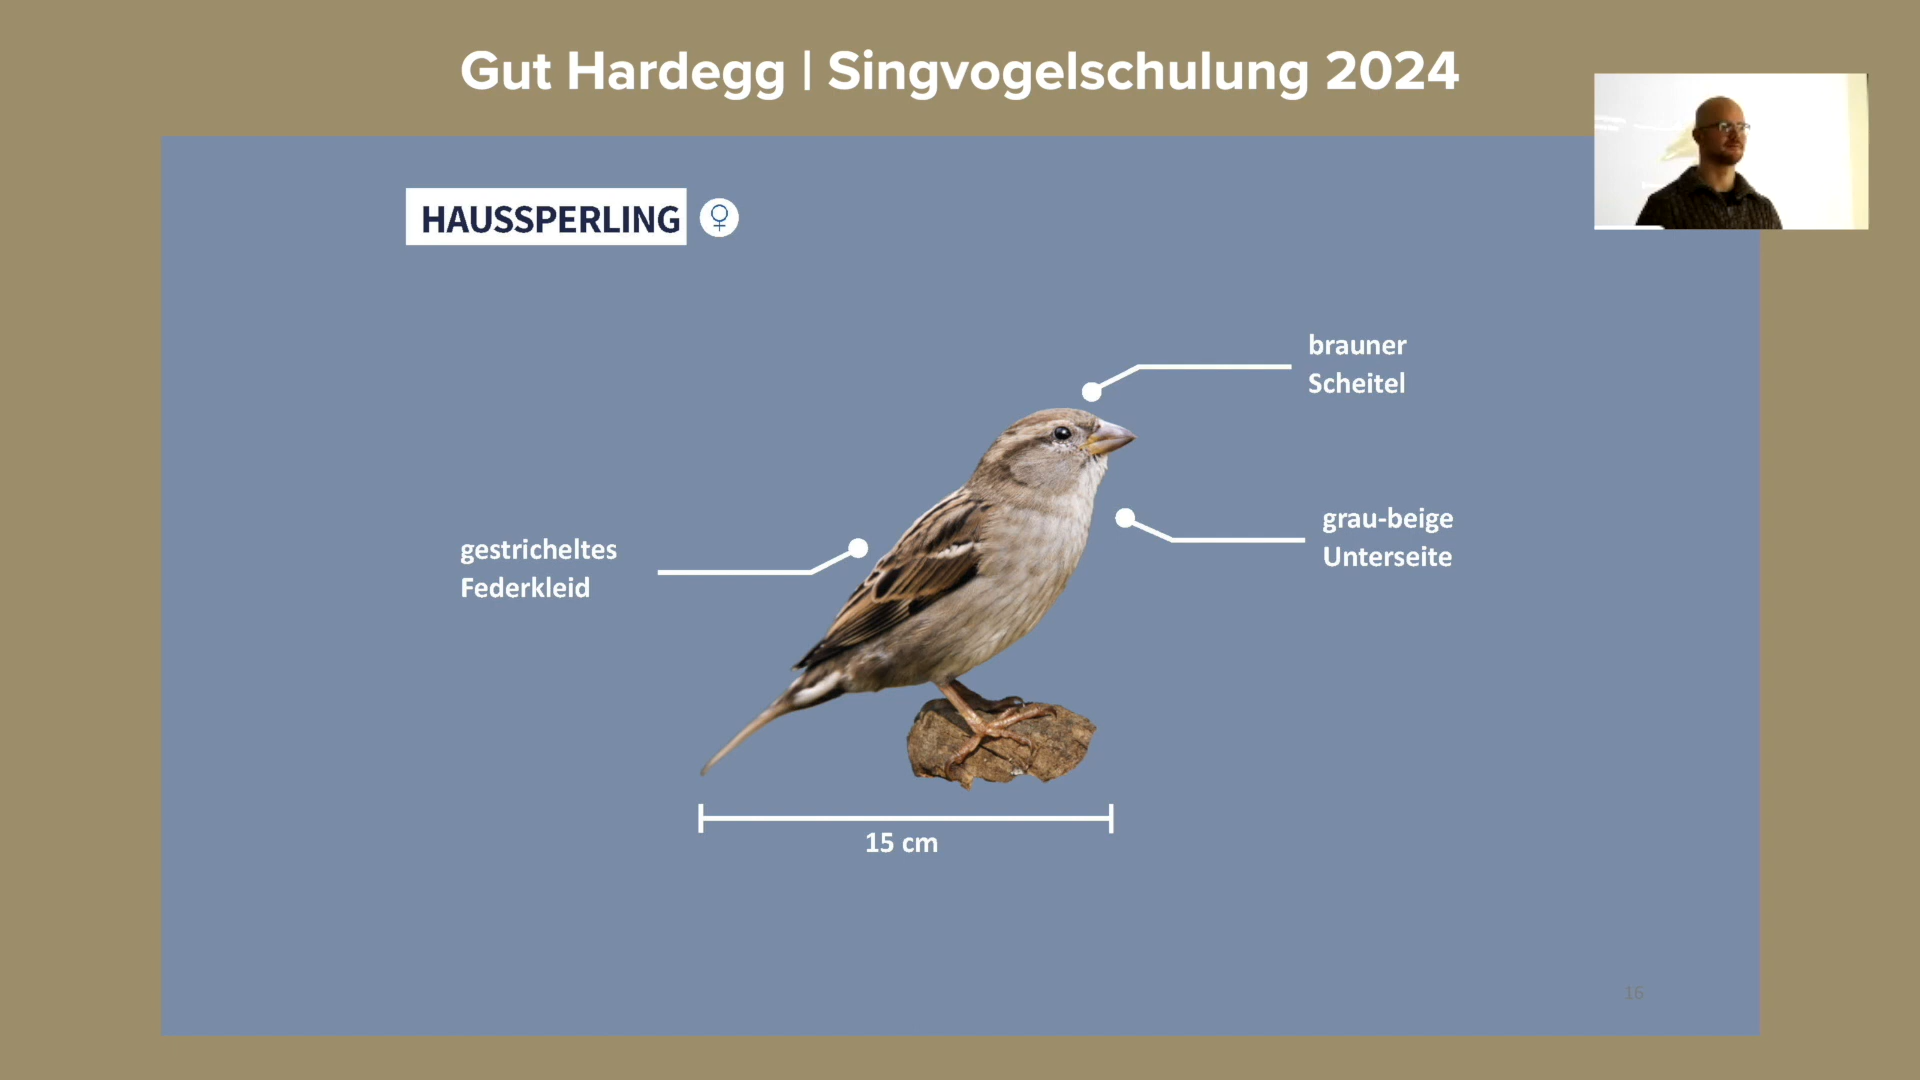 Gut Hardegg | Singvogelschulung 2024
HAUSSPERLING ♀
brauner
Scheitel
grau-beige
Unterseite
gestricheltes
Federkleid
15 cm
16